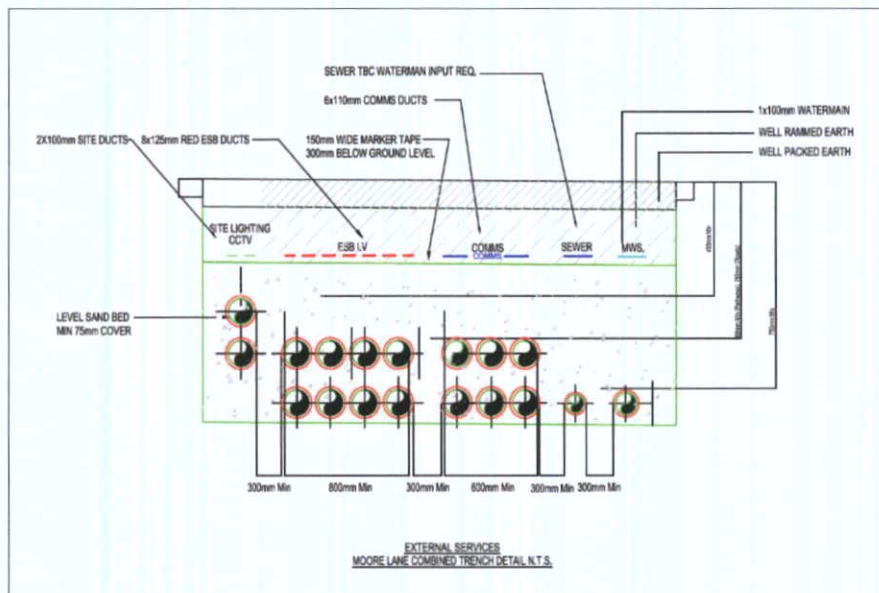 SEWER TBC WATERMAN INPUT REQ.
6x110mm COMMS DUCTS
1x100mm WATERMAIN
2X100mm SITE DUCTS
8x125mm RED ESB DUCTS
150mm WIDE MARKER TAPE
300mm BELOW GROUND LEVEL
WELL RAMMED EARTH
WELL PACKED EARTH
SITE LIGHTING
CCTV
ESB LV
COMMS
COMMS
SEWER
MWS.
LEVEL SAND BED
MIN 75mm COVER
300mm Min
800mm Min
300mm Min
600mm Min
300mm Min
300mm Min
EXTERNAL SERVICES
MOORE LANE COMBINED TRENCH DETAIL N.T.S.